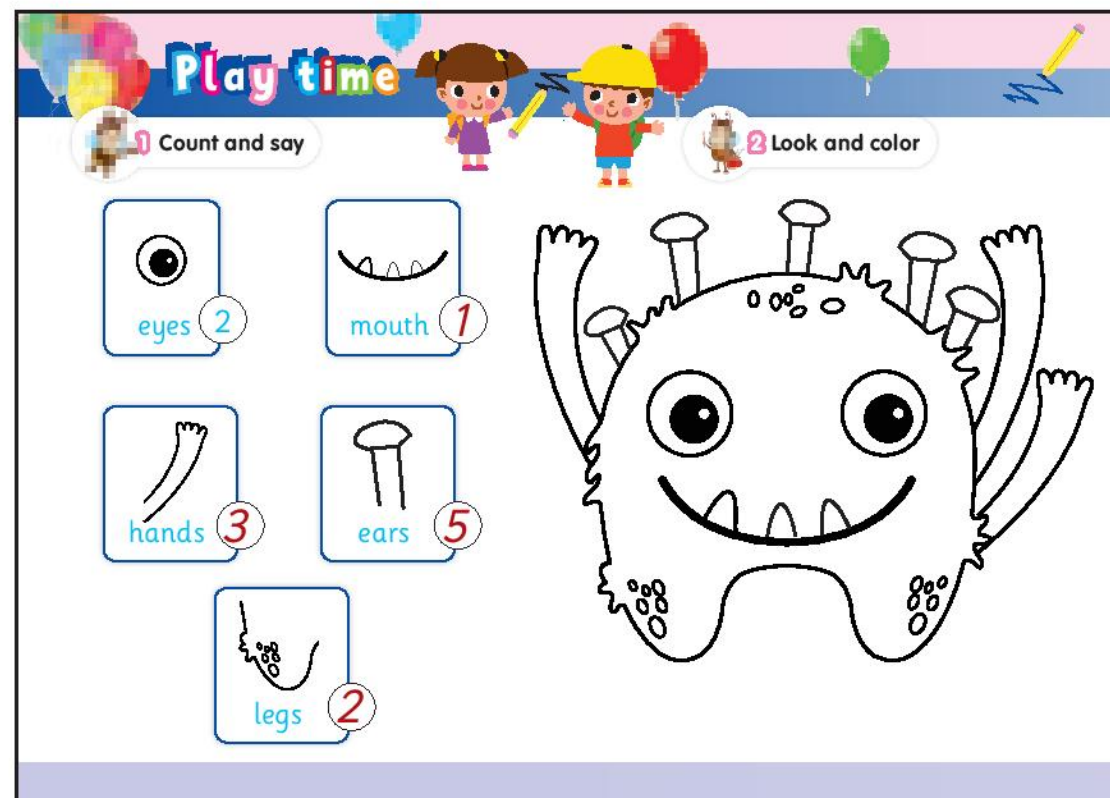 Play time
1 Count and say
2 Look and color
eyes 2
mouth 1
hands 3
ears 5
legs 2